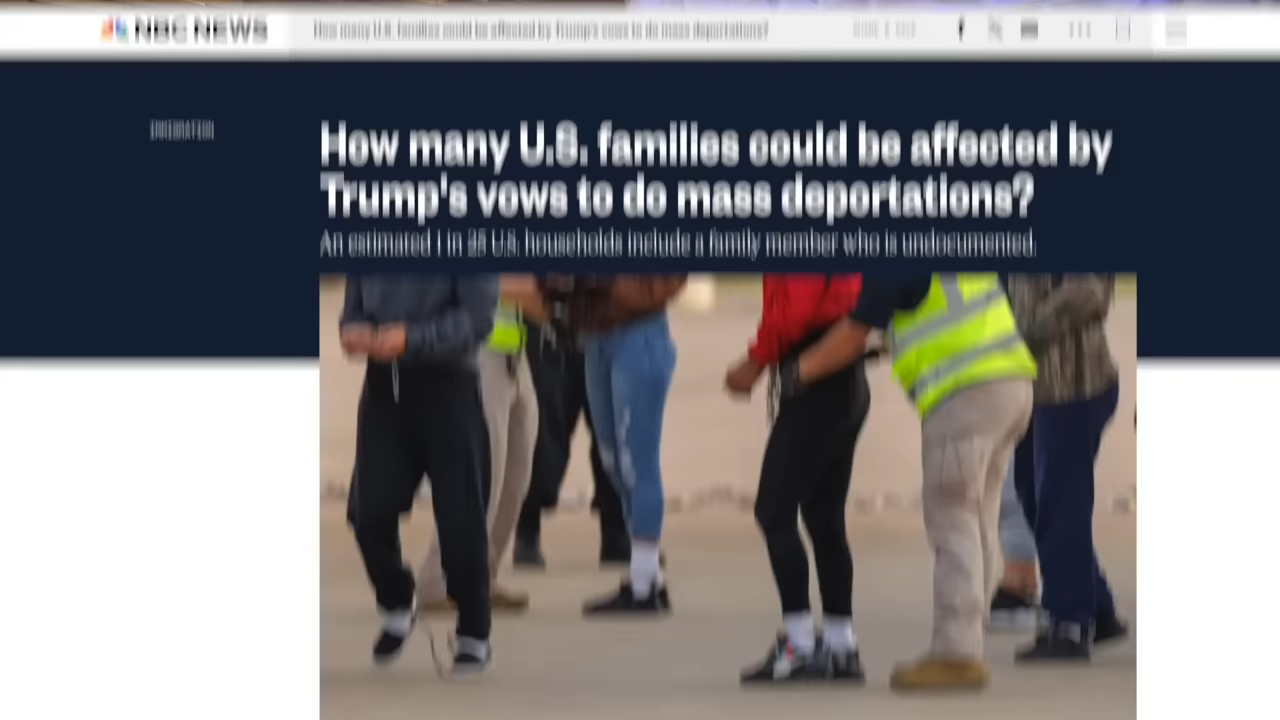 NBC NEWS
How many U.S. families could be affected by Trump's vows to do mass deportations?
IMMIGRATION
How many U.S. families could be affected by
Trump's vows to do mass deportations?
An estimated 1 in 25 U.S. households include a family member who is undocumented.